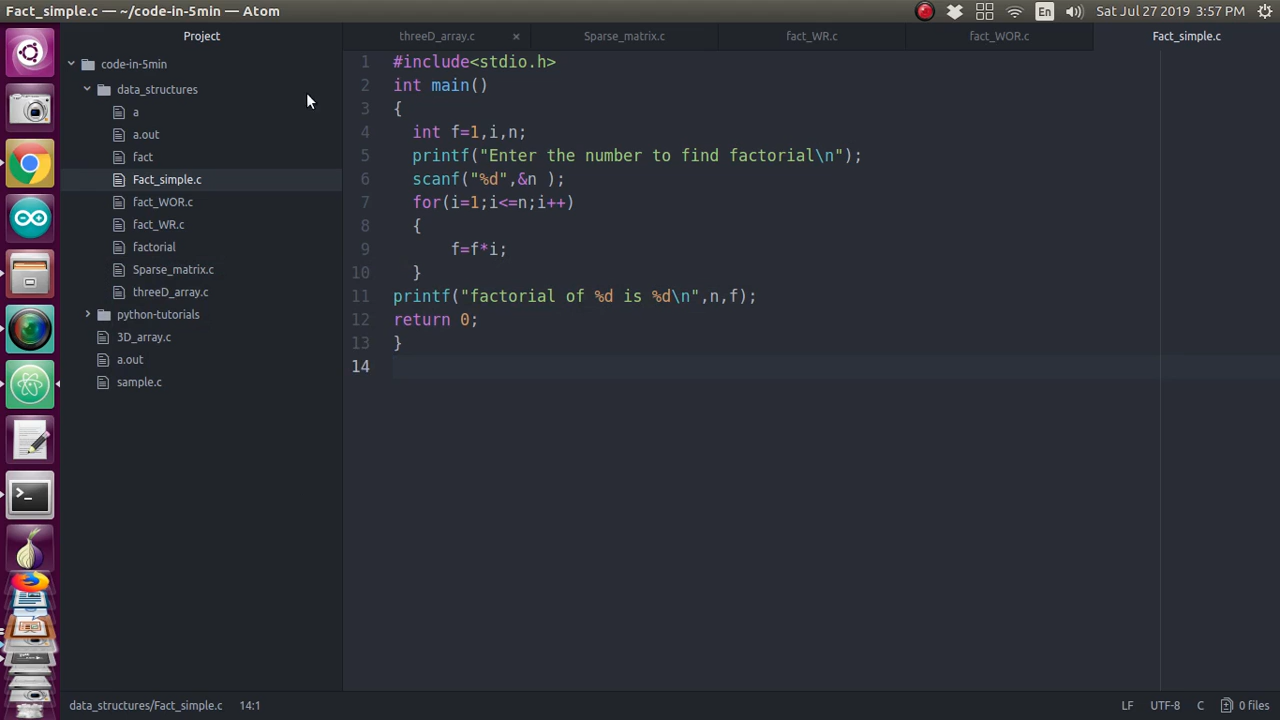 Fact_simple.c — ~/code-in-5min — Atom
En
Sat Jul 27 2019 3:57 PM
Project
threeD_array.c ×
Sparse_matrix.c
fact_WR.c
fact_WOR.c
Fact_simple.c
code-in-5min
data_structures
a
a.out
fact
Fact_simple.c
fact_WOR.c
fact_WR.c
factorial
Sparse_matrix.c
threeD_array.c
python-tutorials
3D_array.c
a.out
sample.c
1 #include<stdio.h>
2 int main()
3 {
4 int f=1,i,n;
5 printf("Enter the number to find factorial\n");
6 scanf("%d",&n );
7 for(i=1;i<=n;i++)
8 {
9 f=f*i;
10 }
11 printf("factorial of %d is %d\n",n,f);
12 return 0;
13 }
14
data_structures/Fact_simple.c 14:1
LF UTF-8 C 0 files